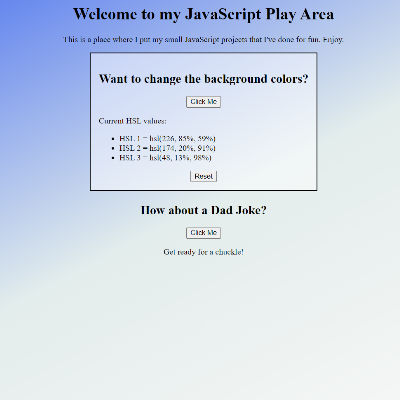 Welcome to my JavaScript Play Area
This is a place where I put my small JavaScript projects that I've done for fun. Enjoy.
Want to change the background colors?
Click Me
Current HSL values:
HSL 1 = hsl(226, 85%, 59%)
HSL 2 = hsl(174, 20%, 91%)
HSL 3 = hsl(48, 13%, 98%)
Reset
How about a Dad Joke?
Click Me
Get ready for a chuckle!